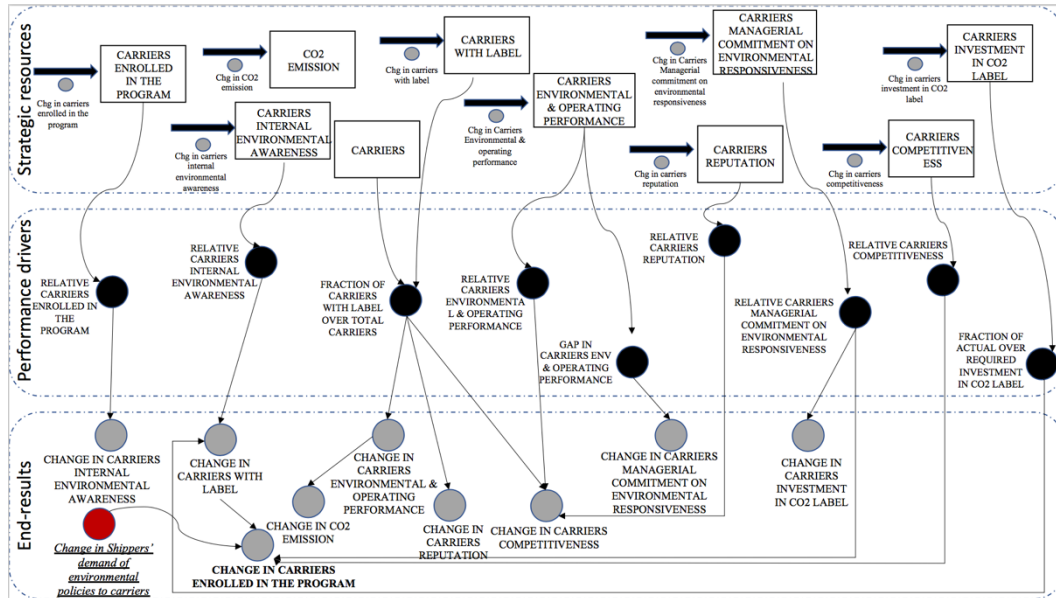 Strategic resources
CARRIERS
ENROLLED
IN THE
PROGRAM
Chg in carriers
enrolled in the
program
CO2
EMISSION
Chg in CO2
emission
CARRIERS
WITH LABEL
Chg in carriers
with label
CARRIERS
MANAGERIAL
COMMITMENT ON
ENVIRONMENTAL
RESPONSIVENESS
Chg in carriers
Managerial
commitment on
environmental
responsiveness
CARRIERS
INVESTMENT
IN CO2
LABEL
Chg in carriers
investment in CO2
label
CARRIERS
INTERNAL
ENVIRONMENTAL
AWARENESS
Chg in carriers
internal
environmental
awareness
CARRIERS
CARRIERS
ENVIRONMENTAL
& OPERATING
PERFORMANCE
Chg in Carriers
Environmental &
operating
performance
CARRIERS
REPUTATION
Chg in carriers
reputation
CARRIERS
COMPETITIVEN
ESS
Chg in carriers
competitiveness
Performance drivers
RELATIVE
CARRIERS
ENROLLED IN
THE
PROGRAM
RELATIVE
CARRIERS
INTERNAL
ENVIRONMENTAL
AWARENESS
FRACTION OF
CARRIERS
WITH LABEL
OVER TOTAL
CARRIERS
RELATIVE
CARRIERS
ENVIRONMENTA
L & OPERATING
PERFORMANCE
GAP IN
CARRIERS ENV
& OPERATING
PERFORMANCE
RELATIVE
CARRIERS
REPUTATION
RELATIVE
CARRIERS
MANAGERIAL
COMMITMENT ON
ENVIRONMENTAL
RESPONSIVENESS
RELATIVE CARRIERS
COMPETITIVENESS
FRACTION OF
ACTUAL OVER
REQUIRED
INVESTMENT
IN CO2 LABEL
End-results
CHANGE IN CARRIERS
INTERNAL
ENVIRONMENTAL
AWARENESS
CHANGE IN
CARRIERS WITH
LABEL
CHANGE IN
CARRIERS
ENVIRONMENTAL &
OPERATING
PERFORMANCE
CHANGE IN CO2
EMISSION
CHANGE IN
CARRIERS
REPUTATION
CHANGE IN CARRIERS
COMPETITIVENESS
CHANGE IN CARRIERS
MANAGERIAL
COMMITMENT ON
ENVIRONMENTAL
RESPONSIVENESS
CHANGE IN
CARRIERS
INVESTMENT
IN CO2 LABEL
Change in Shippers'
demand of
environmental
policies to carriers
CHANGE IN CARRIERS
ENROLLED IN THE PROGRAM